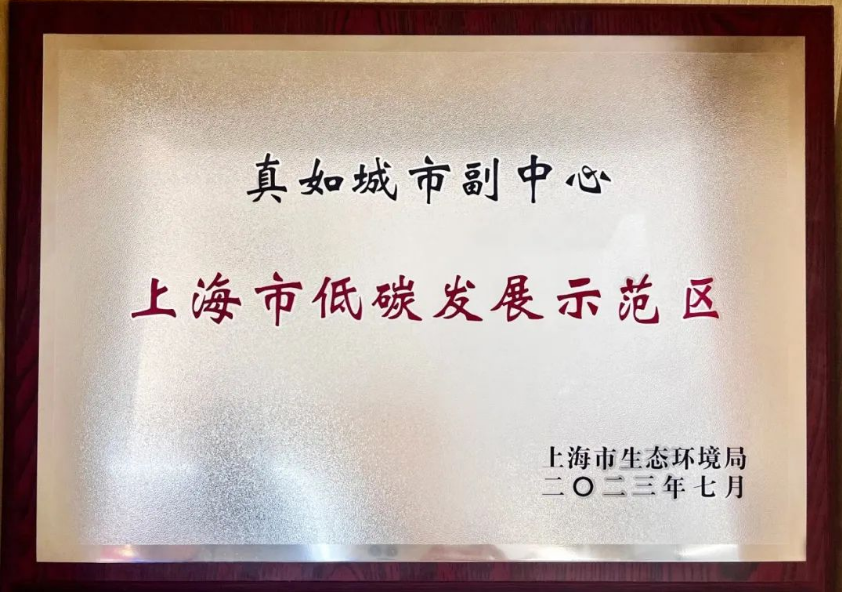 真如城市副中心
上海市低碳发展示范区
上海市生态环境局
二〇二三年七月